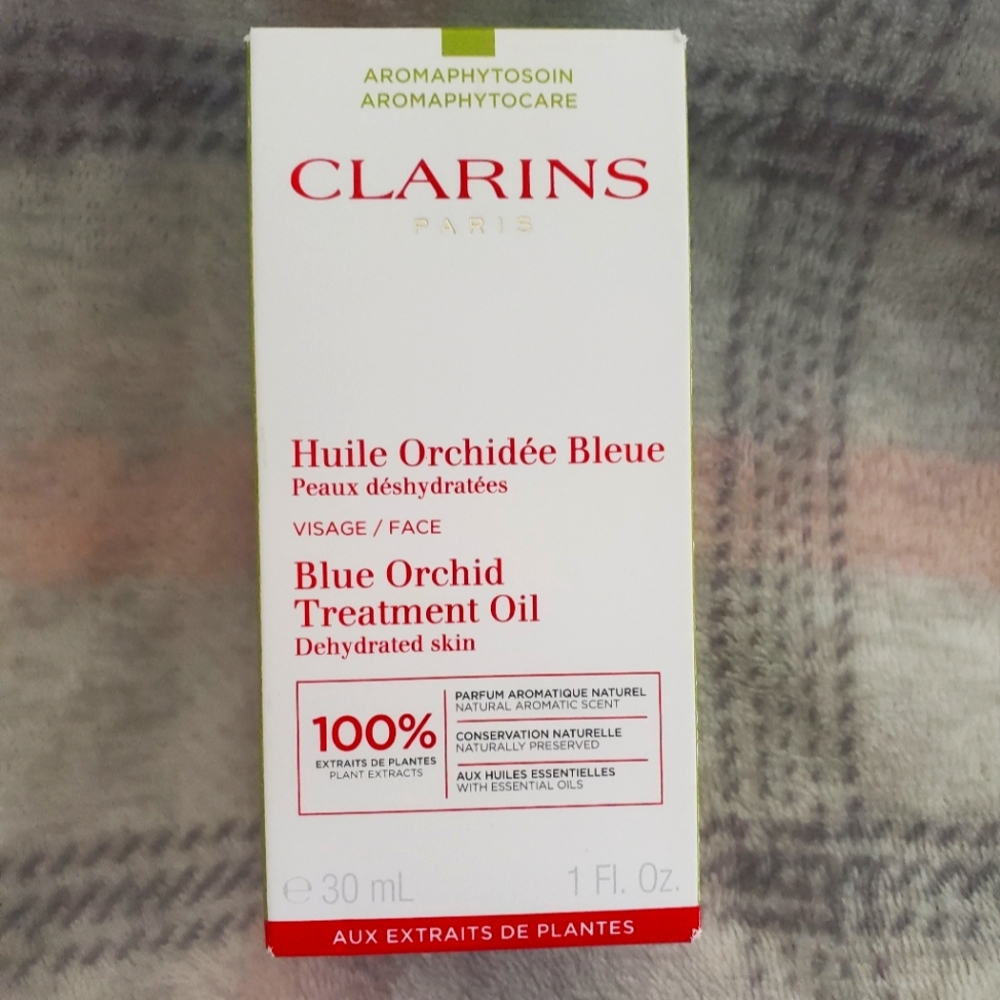 AROMAPHYTOSOIN
AROMAPHYTOCARE
CLARINS
PARIS
Huile Orchidée Bleue
Peaux déshydratées
VISAGE / FACE
Blue Orchid
Treatment Oil
Dehydrated skin
100%
EXTRAITS DE PLANTES
PLANT EXTRACTS
PARFUM AROMATIQUE NATUREL
NATURAL AROMATIC SCENT
CONSERVATION NATURELLE
NATURALLY PRESERVED
AUX HUILES ESSENTIELLES
WITH ESSENTIAL OILS
℮ 30 mL 1 Fl. Oz.
AUX EXTRAITS DE PLANTES